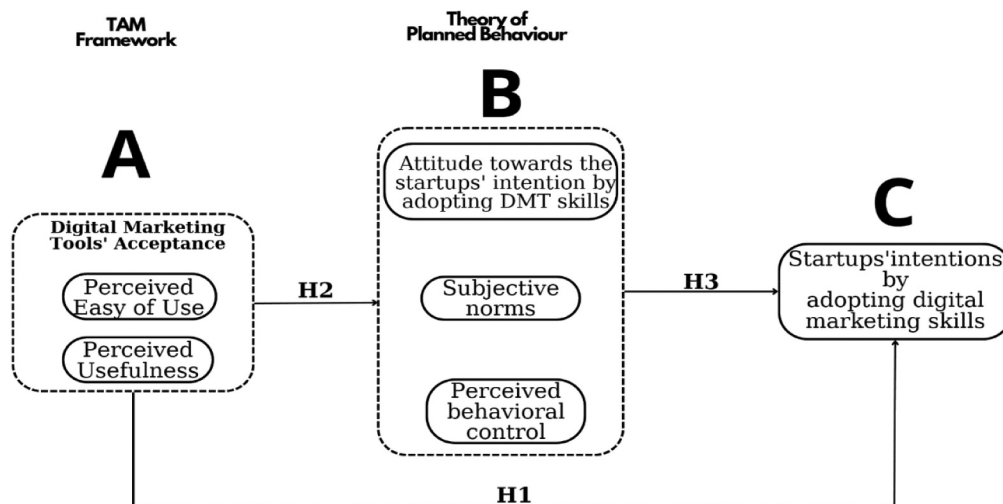 TAM
Framework
Theory of
Planned Behaviour
A
B
C
Digital Marketing
Tools' Acceptance
Perceived
Easy of Use
Perceived
Usefulness
H2
Attitude towards the
startups' intention by
adopting DMT skills
Subjective
norms
Perceived
behavioral
control
H3
Startups'intentions
by
adopting digital
marketing skills
H1